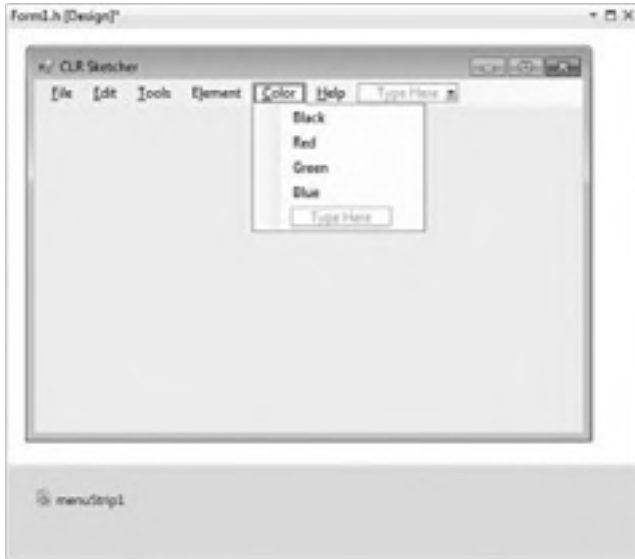 Form1.h [Design]*
CLR Sketcher
File Edit Tools Element Color Help Type Here
Black
Red
Green
Blue
Type Here
menuStrip1